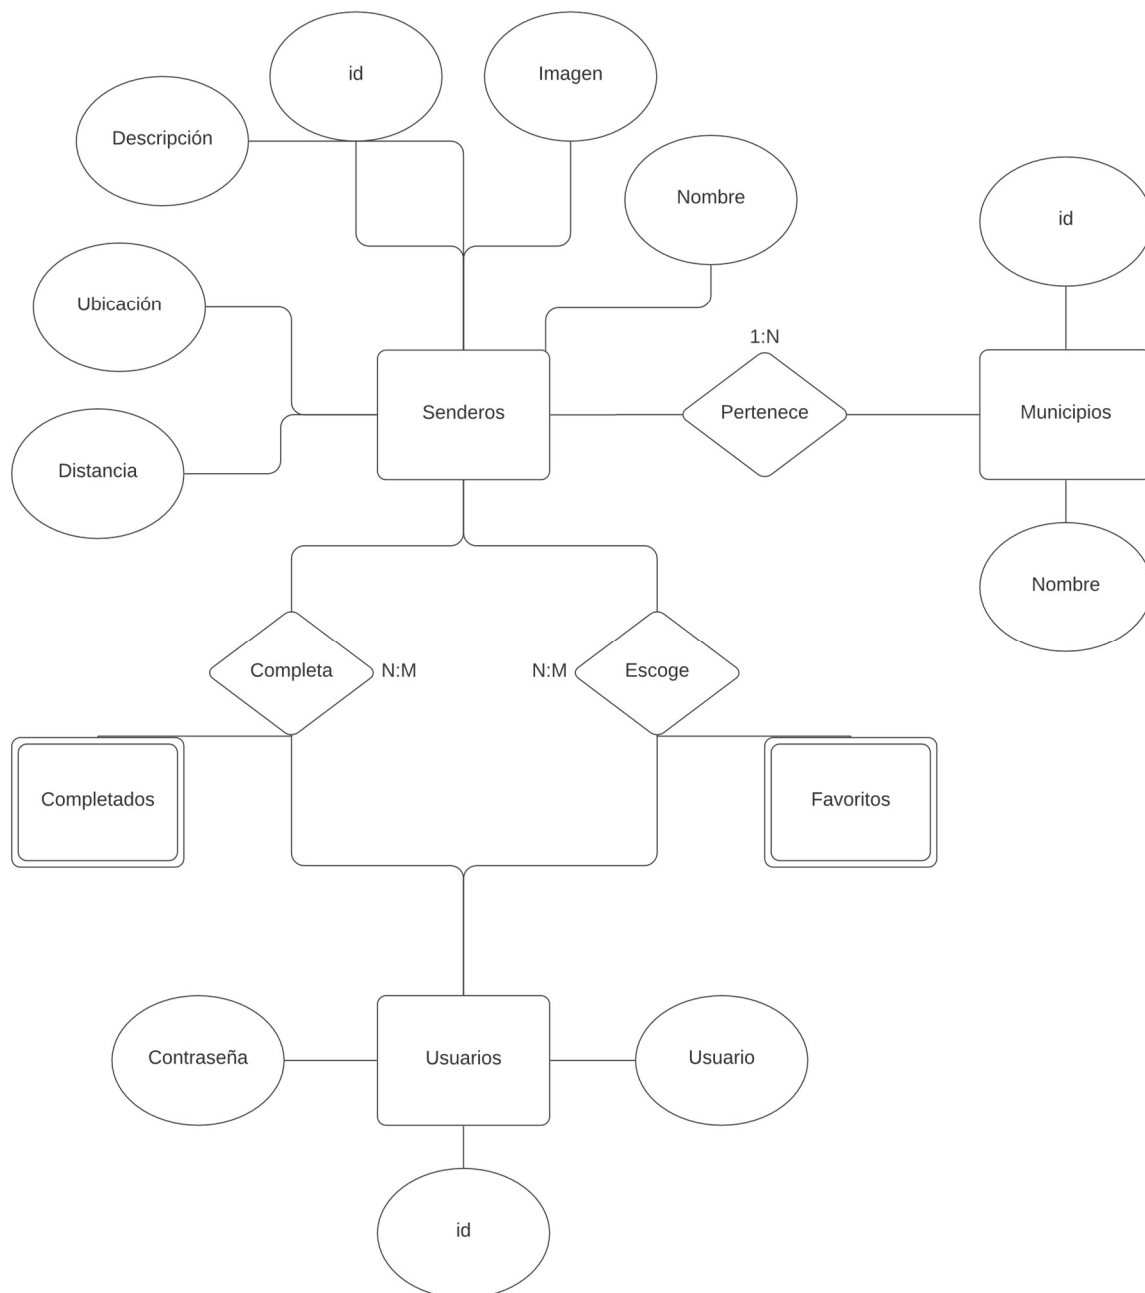 id
Imagen
Descripción
Nombre
id
Ubicación
1:N
Senderos
Pertenece
Municipios
Distancia
Nombre
Completa
N:M
N:M
Escoge
Completados
Favoritos
Contraseña
Usuarios
Usuario
id